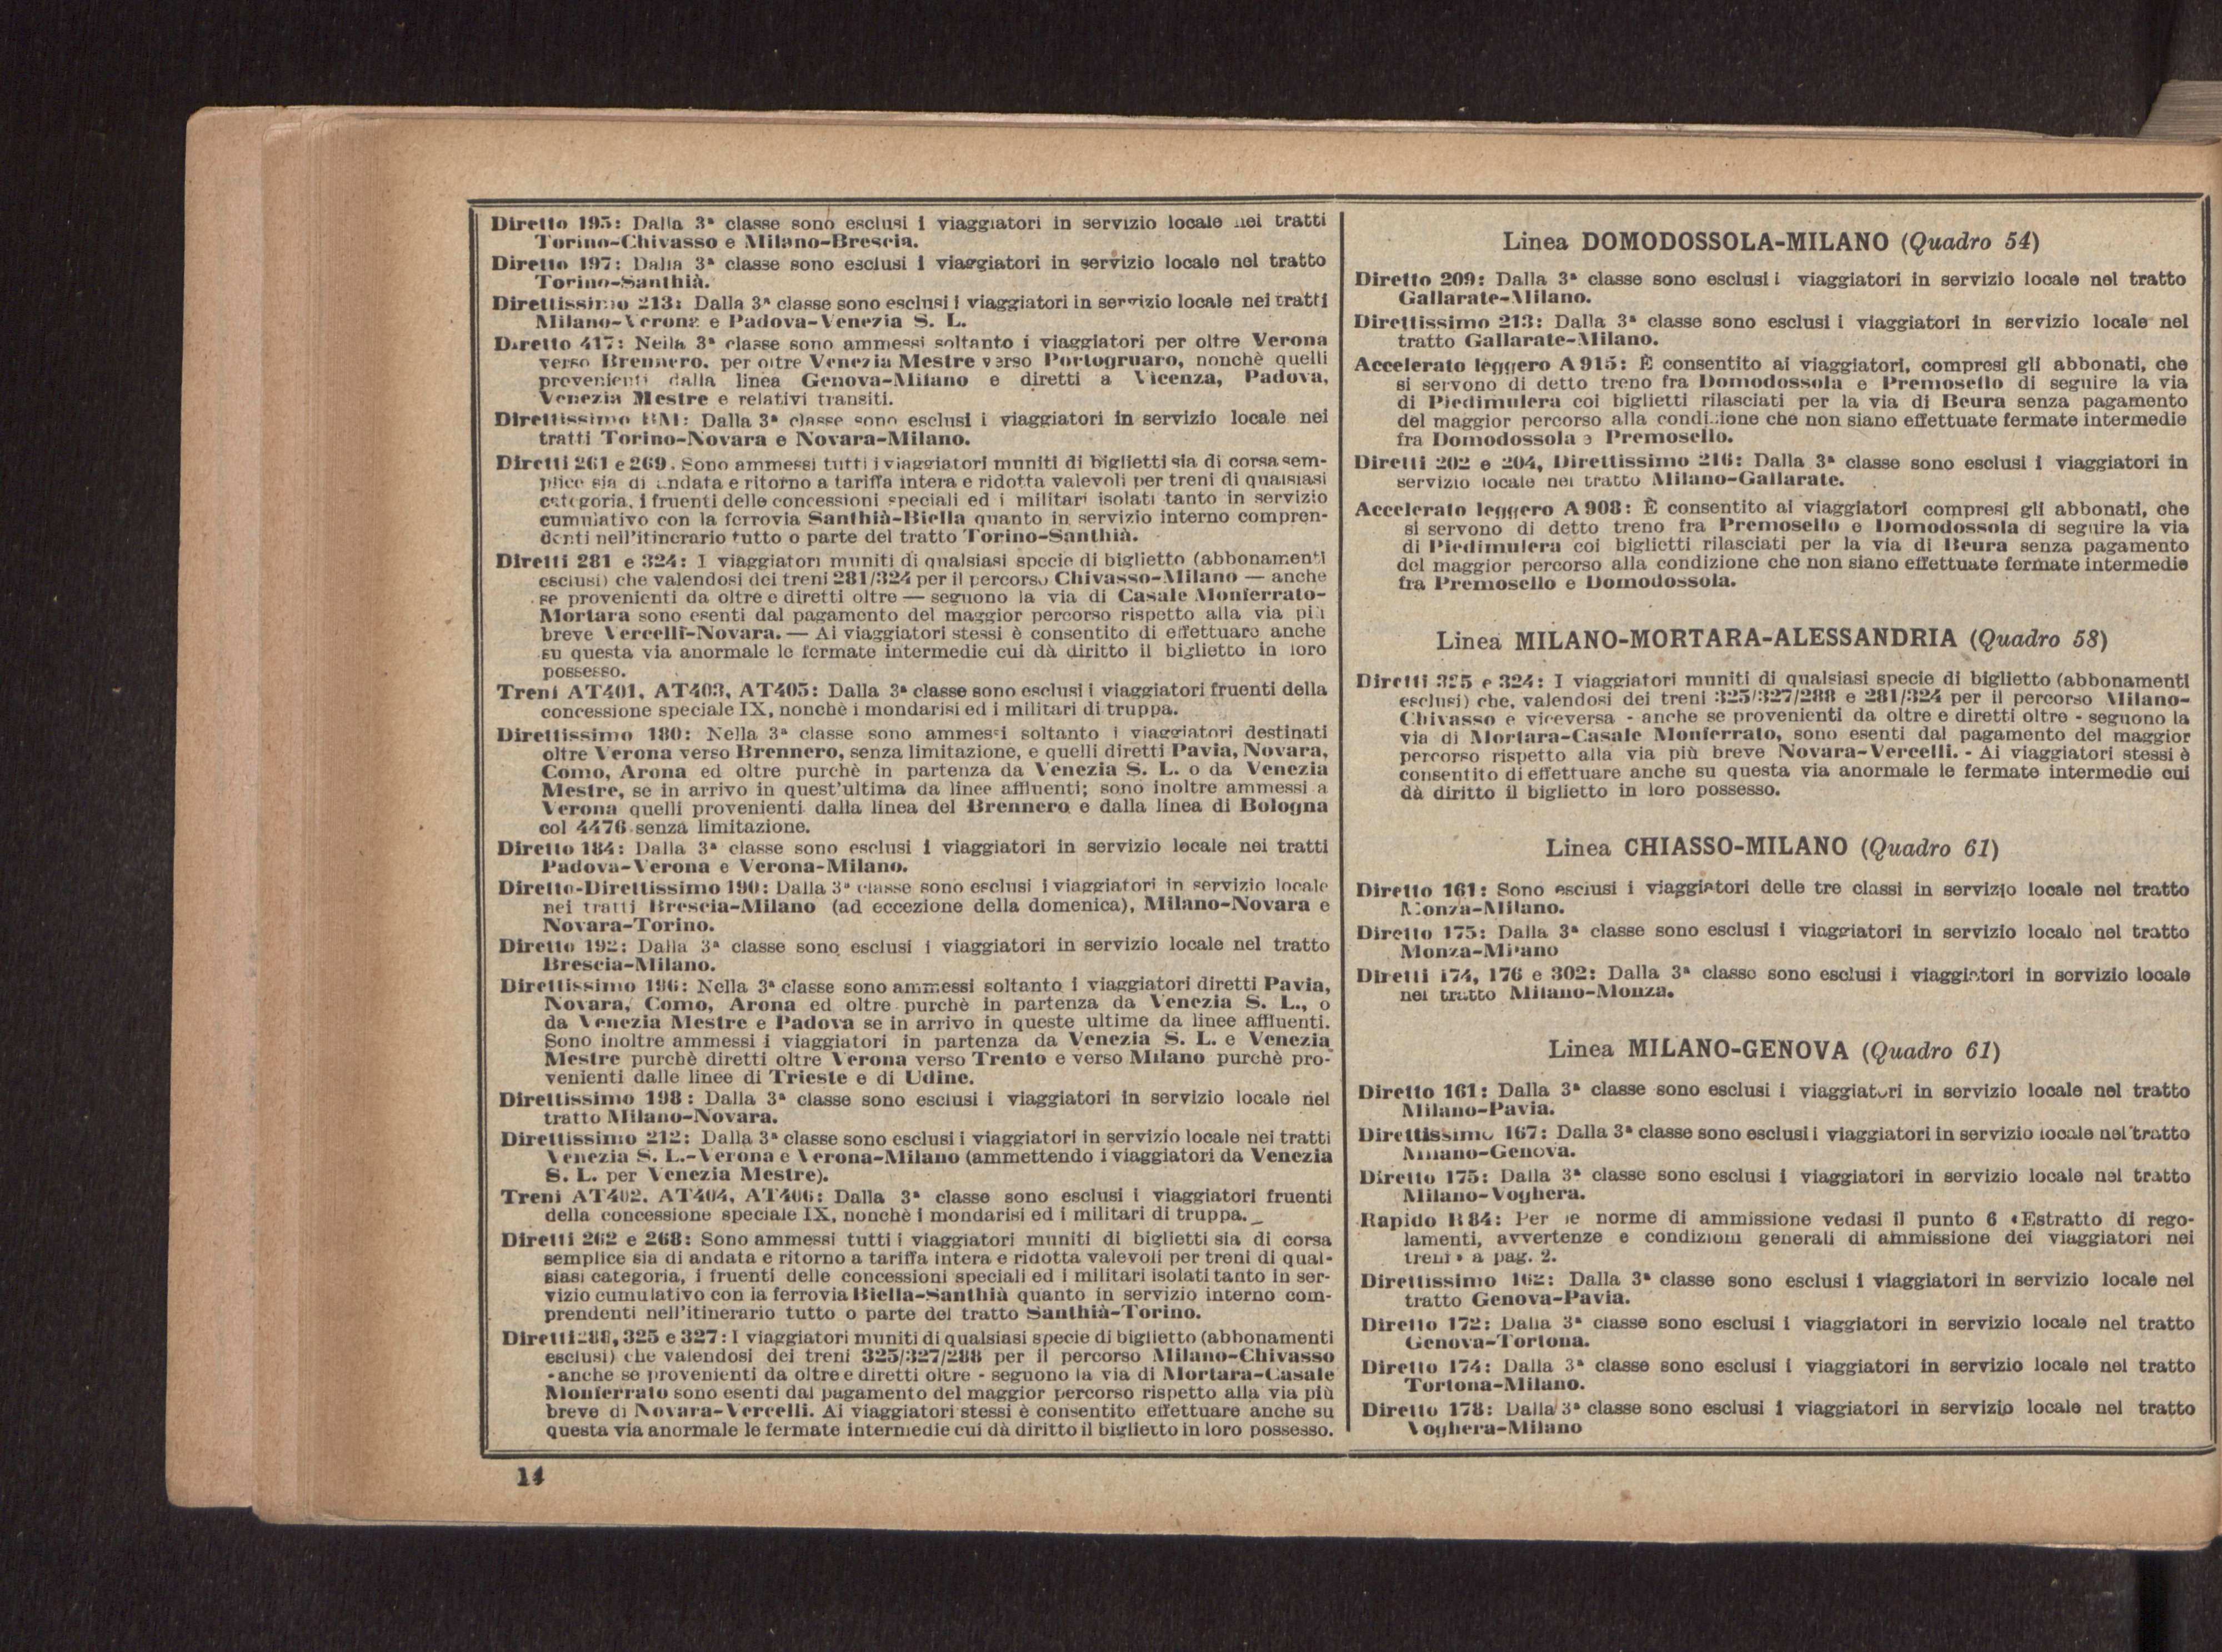 Diretto 195: Dalla 3ª classe sono esclusi i viaggiatori in servizio locale nei tratti
Torino-Chivasso e Milano-Brescia.
Diretto 197: Dalla 3ª classe sono esclusi i viaggiatori in servizio locale nel tratto
Torino-Santhià.
Direttissimo 213: Dalla 3ª classe sono esclusi i viaggiatori in servizio locale nei tratti
Milano-Verona e Padova-Venezia S. L.
Diretto 417: Nella 3ª classe sono ammessi soltanto i viaggiatori per oltre Verona
verso Brennero, per oltre Venezia Mestre verso Portogruaro, nonchè quelli
provenienti dalla linea Genova-Milano e diretti a Vicenza, Padova,
Venezia Mestre e relativi transiti.
Direttissimo BM: Dalla 3ª classe sono esclusi i viaggiatori in servizio locale nei
tratti Torino-Novara e Novara-Milano.
Diretti 261 e 269. Sono ammessi tutti i viaggiatori muniti di biglietti sia di corsa sem-
plice sia di andata e ritorno a tariffa intera e ridotta valevoli per treni di qualsiasi
categoria, i fruenti delle concessioni speciali ed i militari isolati tanto in servizio
cumulativo con la ferrovia Santhià-Biella quanto in servizio interno compren-
denti nell'itinerario tutto o parte del tratto Torino-Santhià.
Diretti 281 e 324: I viaggiatori muniti di qualsiasi specie di biglietto (abbonamenti
esclusi) che valendosi dei treni 281/324 per il percorso Chivasso-Milano — anche
se provenienti da oltre e diretti oltre — seguono la via di Casale Monferrato-
Mortara sono esenti dal pagamento del maggior percorso rispetto alla via più
breve Vercelli-Novara. — Ai viaggiatori stessi è consentito di effettuare anche
su questa via anormale le fermate intermedie cui dà diritto il biglietto in loro
possesso.
Treni AT401, AT403, AT405: Dalla 3ª classe sono esclusi i viaggiatori fruenti della
concessione speciale IX, nonchè i mondarisi ed i militari di truppa.
Direttissimo 180: Nella 3ª classe sono ammessi soltanto i viaggiatori destinati
oltre Verona verso Brennero, senza limitazione, e quelli diretti Pavia, Novara,
Como, Arona ed oltre purchè in partenza da Venezia S. L. o da Venezia
Mestre, se in arrivo in quest'ultima da linee affluenti; sono inoltre ammessi a
Verona quelli provenienti dalla linea del Brennero e dalla linea di Bologna
col 4476 senza limitazione.
Diretto 184: Dalla 3ª classe sono esclusi i viaggiatori in servizio locale nei tratti
Padova-Verona e Verona-Milano.
Diretto-Direttissimo 190: Dalla 3ª classe sono esclusi i viaggiatori in servizio locale
nei tratti Brescia-Milano (ad eccezione della domenica), Milano-Novara e
Novara-Torino.
Diretto 192: Dalla 3ª classe sono esclusi i viaggiatori in servizio locale nel tratto
Brescia-Milano.
Direttissimo 196: Nella 3ª classe sono ammessi soltanto i viaggiatori diretti Pavia,
Novara, Como, Arona ed oltre purchè in partenza da Venezia S. L., o
da Venezia Mestre e Padova se in arrivo in queste ultime da linee affluenti.
Sono inoltre ammessi i viaggiatori in partenza da Venezia S. L. e Venezia
Mestre purchè diretti oltre Verona verso Trento e verso Milano purchè pro-
venienti dalle linee di Trieste e di Udine.
Direttissimo 198: Dalla 3ª classe sono esclusi i viaggiatori in servizio locale nel
tratto Milano-Novara.
Direttissimo 212: Dalla 3ª classe sono esclusi i viaggiatori in servizio locale nei tratti
Venezia S. L.-Verona e Verona-Milano (ammettendo i viaggiatori da Venezia
S. L. per Venezia Mestre).
Treni AT402, AT404, AT406: Dalla 3ª classe sono esclusi i viaggiatori fruenti
della concessione speciale IX, nonchè i mondarisi ed i militari di truppa.
Diretti 262 e 268: Sono ammessi tutti i viaggiatori muniti di biglietti sia di corsa
semplice sia di andata e ritorno a tariffa intera e ridotta valevoli per treni di qual-
siasi categoria, i fruenti delle concessioni speciali ed i militari isolati tanto in ser-
vizio cumulativo con la ferrovia Biella-Santhià quanto in servizio interno com-
prendenti nell'itinerario tutto o parte del tratto Santhià-Torino.
Diretti 288, 325 e 327: I viaggiatori muniti di qualsiasi specie di biglietto (abbonamenti
esclusi) che valendosi dei treni 325/327/288 per il percorso Milano-Chivasso
- anche se provenienti da oltre e diretti oltre - seguono la via di Mortara-Casale
Monferrato sono esenti dal pagamento del maggior percorso rispetto alla via più
breve di Novara-Vercelli. Ai viaggiatori stessi è consentito effettuare anche su
questa via anormale le fermate intermedie cui dà diritto il biglietto in loro possesso.
14
Linea DOMODOSSOLA-MILANO (Quadro 54)
Diretto 209: Dalla 3ª classe sono esclusi i viaggiatori in servizio locale nel tratto
Gallarate-Milano.
Direttissimo 213: Dalla 3ª classe sono esclusi i viaggiatori in servizio locale nel
tratto Gallarate-Milano.
Accelerato leggero A 915: È consentito ai viaggiatori, compresi gli abbonati, che
si servono di detto treno fra Domodossola e Premosello di seguire la via
di Piedimulera coi biglietti rilasciati per la via di Beura senza pagamento
del maggior percorso alla condizione che non siano effettuate fermate intermedie
fra Domodossola e Premosello.
Diretti 202 e 204, Direttissimo 216: Dalla 3ª classe sono esclusi i viaggiatori in
servizio locale nel tratto Milano-Gallarate.
Accelerato leggero A 908: È consentito ai viaggiatori compresi gli abbonati, che
si servono di detto treno fra Premosello e Domodossola di seguire la via
di Piedimulera coi biglietti rilasciati per la via di Beura senza pagamento
del maggior percorso alla condizione che non siano effettuate fermate intermedie
fra Premosello e Domodossola.
Linea MILANO-MORTARA-ALESSANDRIA (Quadro 58)
Diretti 325 e 324: I viaggiatori muniti di qualsiasi specie di biglietto (abbonamenti
esclusi) che, valendosi dei treni 325/327/288 e 281/324 per il percorso Milano-
Chivasso e viceversa - anche se provenienti da oltre e diretti oltre - seguono la
via di Mortara-Casale Monferrato, sono esenti dal pagamento del maggior
percorso rispetto alla via più breve Novara-Vercelli. - Ai viaggiatori stessi è
consentito di effettuare anche su questa via anormale le fermate intermedie cui
dà diritto il biglietto in loro possesso.
Linea CHIASSO-MILANO (Quadro 61)
Diretto 161: Sono esclusi i viaggiatori delle tre classi in servizio locale nel tratto
Monza-Milano.
Diretto 175: Dalla 3ª classe sono esclusi i viaggiatori in servizio locale nel tratto
Monza-Milano
Diretti 174, 176 e 302: Dalla 3ª classe sono esclusi i viaggiatori in servizio locale
nel tratto Milano-Monza.
Linea MILANO-GENOVA (Quadro 61)
Diretto 161: Dalla 3ª classe sono esclusi i viaggiatori in servizio locale nel tratto
Milano-Pavia.
Direttissimo 167: Dalla 3ª classe sono esclusi i viaggiatori in servizio locale nel tratto
Milano-Genova.
Diretto 175: Dalla 3ª classe sono esclusi i viaggiatori in servizio locale nel tratto
Milano-Voghera.
Rapido R 84: Per le norme di ammissione vedasi il punto 6 «Estratto di rego-
lamenti, avvertenze e condizioni generali di ammissione dei viaggiatori nei
treni» a pag. 2.
Direttissimo 162: Dalla 3ª classe sono esclusi i viaggiatori in servizio locale nel
tratto Genova-Pavia.
Diretto 172: Dalla 3ª classe sono esclusi i viaggiatori in servizio locale nel tratto
Genova-Tortona.
Diretto 174: Dalla 3ª classe sono esclusi i viaggiatori in servizio locale nel tratto
Tortona-Milano.
Diretto 178: Dalla 3ª classe sono esclusi i viaggiatori in servizio locale nel tratto
Voghera-Milano